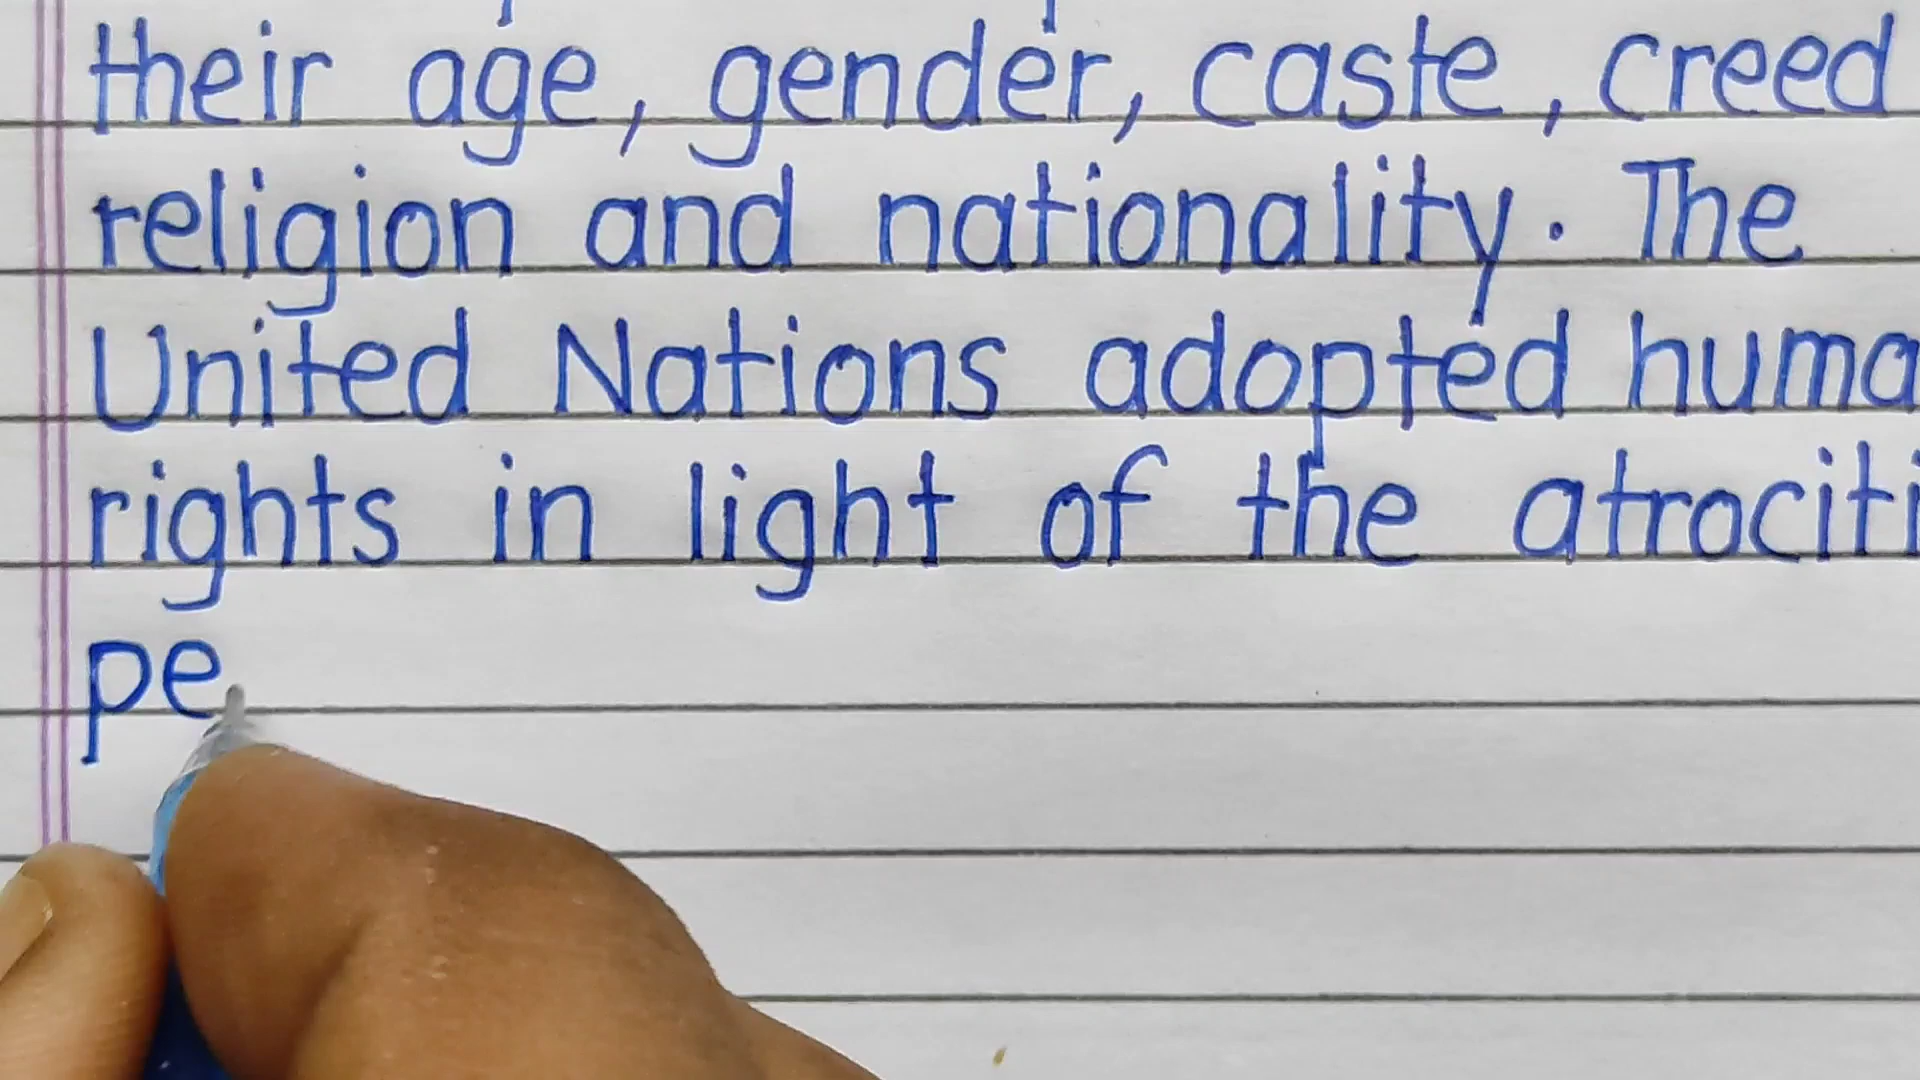 their age, gender, caste, creed
religion and nationality. The
United Nations adopted huma
rights in light of the atrociti
pe